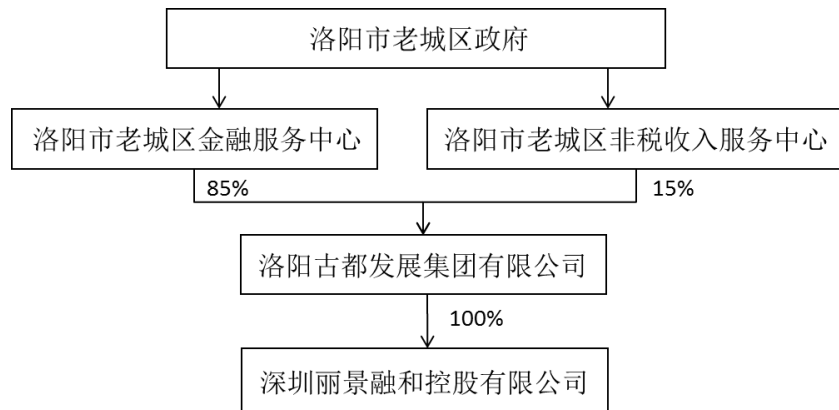 洛阳市老城区政府
洛阳市老城区金融服务中心
洛阳市老城区非税收入服务中心
85%
15%
洛阳古都发展集团有限公司
100%
深圳丽景融和控股有限公司